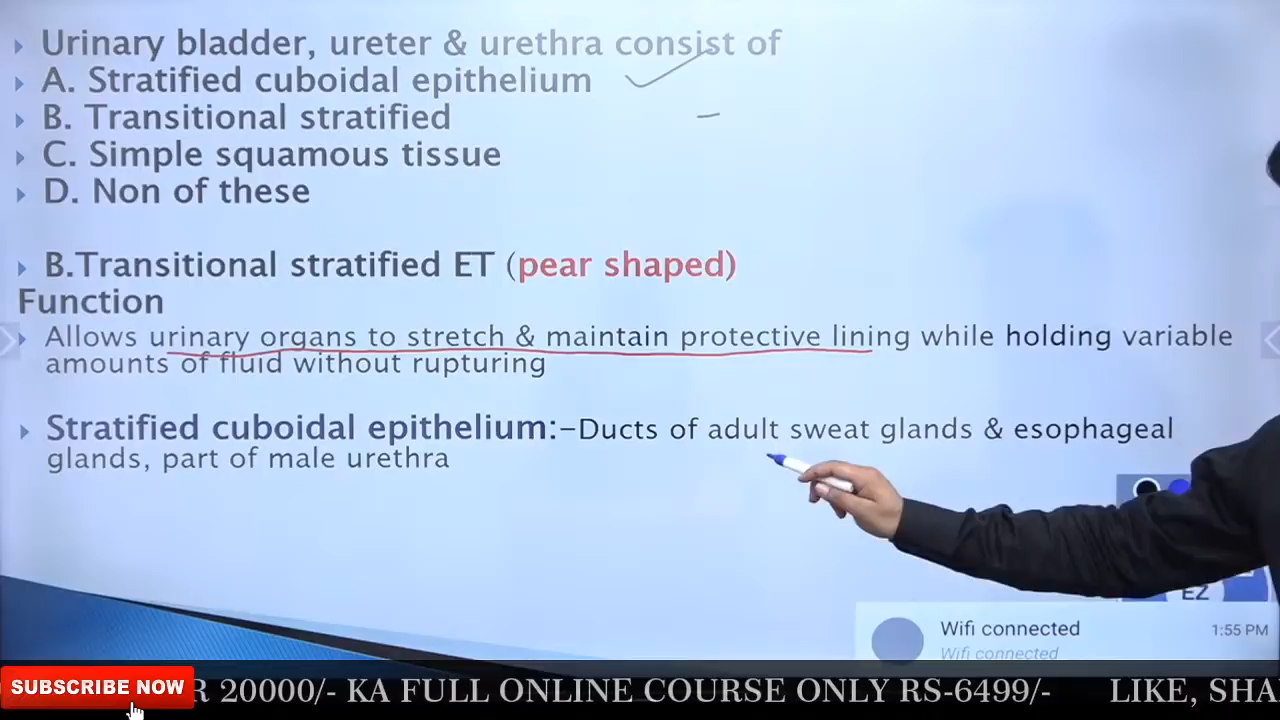 Urinary bladder, ureter & urethra consist of
A. Stratified cuboidal epithelium
B. Transitional stratified
C. Simple squamous tissue
D. Non of these
B.Transitional stratified ET (pear shaped)
Function
Allows urinary organs to stretch & maintain protective lining while holding variable
amounts of fluid without rupturing
Stratified cuboidal epithelium:-Ducts of adult sweat glands & esophageal
glands, part of male urethra
EZ
Wifi connected 1:55 PM
Wifi connected
SUBSCRIBE NOW R 20000/- KA FULL ONLINE COURSE ONLY RS-6499/- LIKE, SHA